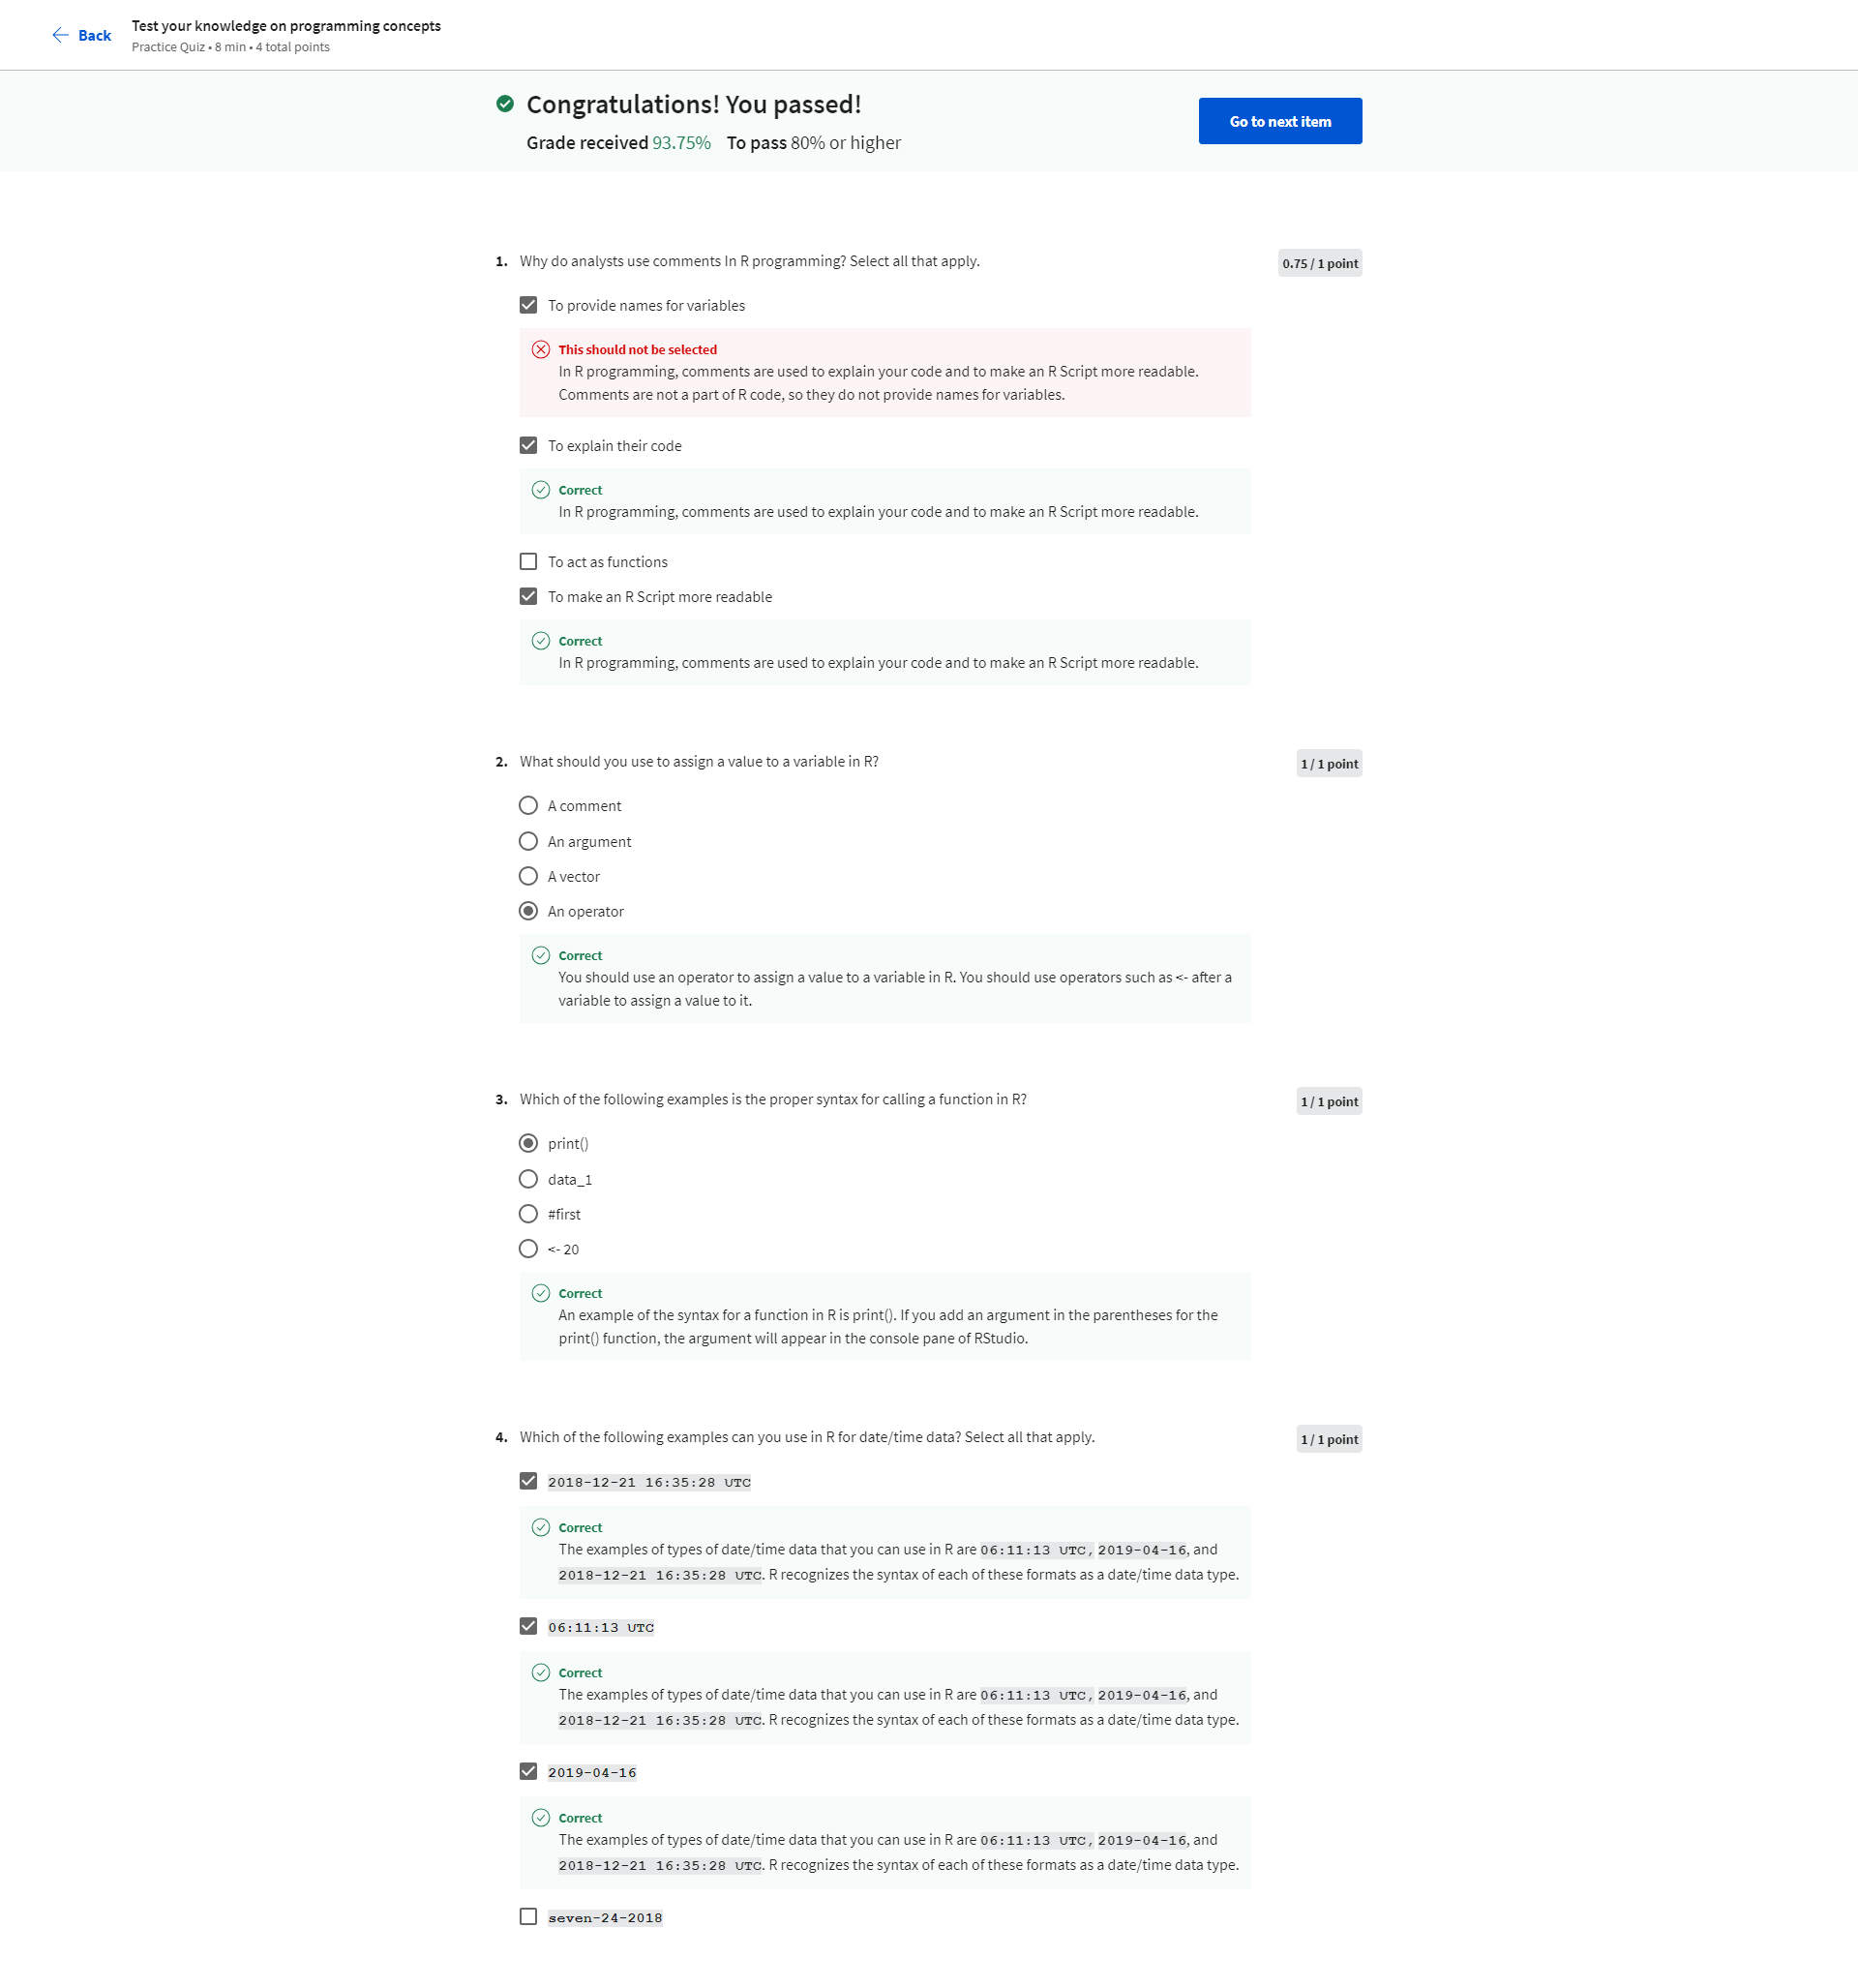 Back
Test your knowledge on programming concepts
Practice Quiz • 8 min • 4 total points
Congratulations! You passed!
Grade received 93.75% To pass 80% or higher
Go to next item
1. Why do analysts use comments In R programming? Select all that apply.
0.75 / 1 point
To provide names for variables
This should not be selected
In R programming, comments are used to explain your code and to make an R Script more readable.
Comments are not a part of R code, so they do not provide names for variables.
To explain their code
Correct
In R programming, comments are used to explain your code and to make an R Script more readable.
To act as functions
To make an R Script more readable
Correct
In R programming, comments are used to explain your code and to make an R Script more readable.
2. What should you use to assign a value to a variable in R?
1 / 1 point
A comment
An argument
A vector
An operator
Correct
You should use an operator to assign a value to a variable in R. You should use operators such as <- after a
variable to assign a value to it.
3. Which of the following examples is the proper syntax for calling a function in R?
1 / 1 point
print()
data_1
#first
<- 20
Correct
An example of the syntax for a function in R is print(). If you add an argument in the parentheses for the
print() function, the argument will appear in the console pane of RStudio.
4. Which of the following examples can you use in R for date/time data? Select all that apply.
1 / 1 point
2018-12-21 16:35:28 UTC
Correct
The examples of types of date/time data that you can use in R are 06:11:13 UTC, 2019-04-16, and
2018-12-21 16:35:28 UTC. R recognizes the syntax of each of these formats as a date/time data type.
06:11:13 UTC
Correct
The examples of types of date/time data that you can use in R are 06:11:13 UTC, 2019-04-16, and
2018-12-21 16:35:28 UTC. R recognizes the syntax of each of these formats as a date/time data type.
2019-04-16
Correct
The examples of types of date/time data that you can use in R are 06:11:13 UTC, 2019-04-16, and
2018-12-21 16:35:28 UTC. R recognizes the syntax of each of these formats as a date/time data type.
seven-24-2018